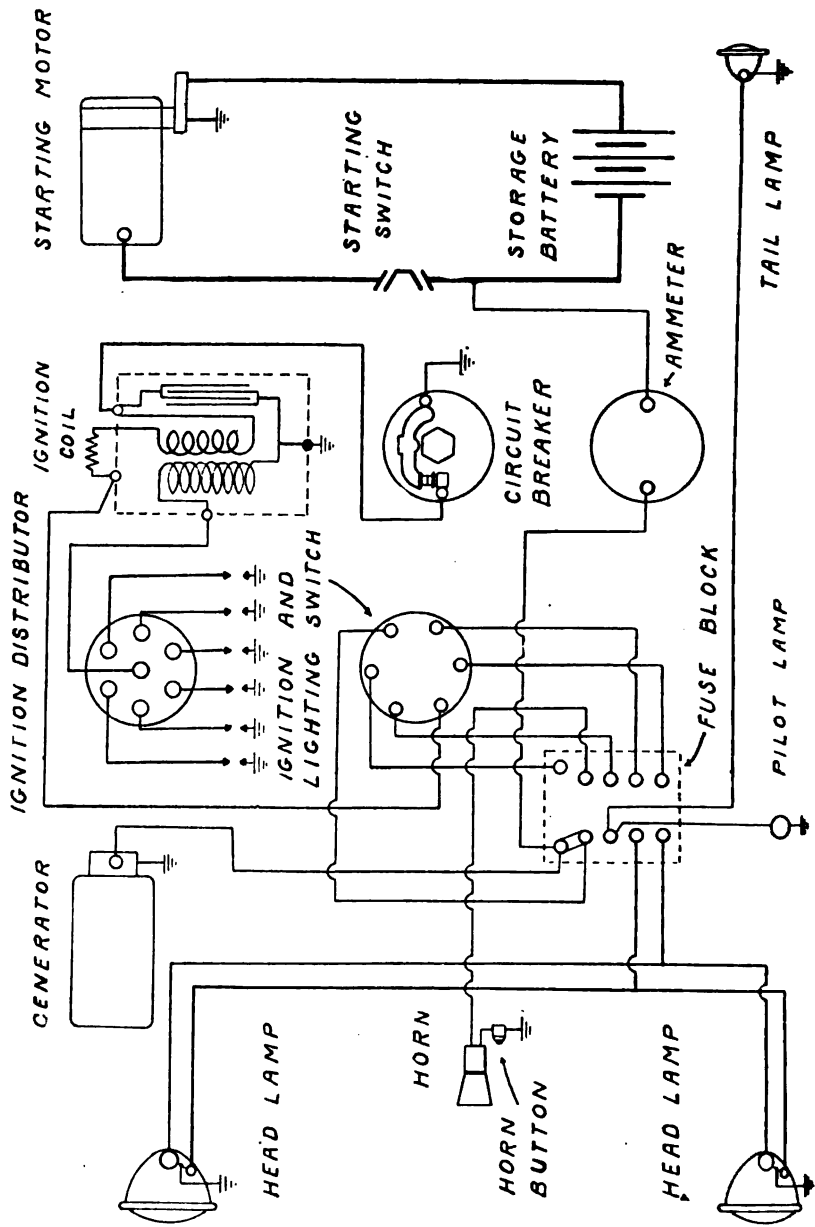 CENERATOR
IGNITION DISTRIBUTOR
IGNITION
COIL
STARTING MOTOR
HEAD LAMP
IGNITION AND
LIGHTING SWITCH
STARTING
SWITCH
HORN
HORN
BUTTON
CIRCUIT
BREAKER
STORAGE
BATTERY
HEAD LAMP
FUSE BLOCK
AMMETER
PILOT LAMP
TAIL LAMP